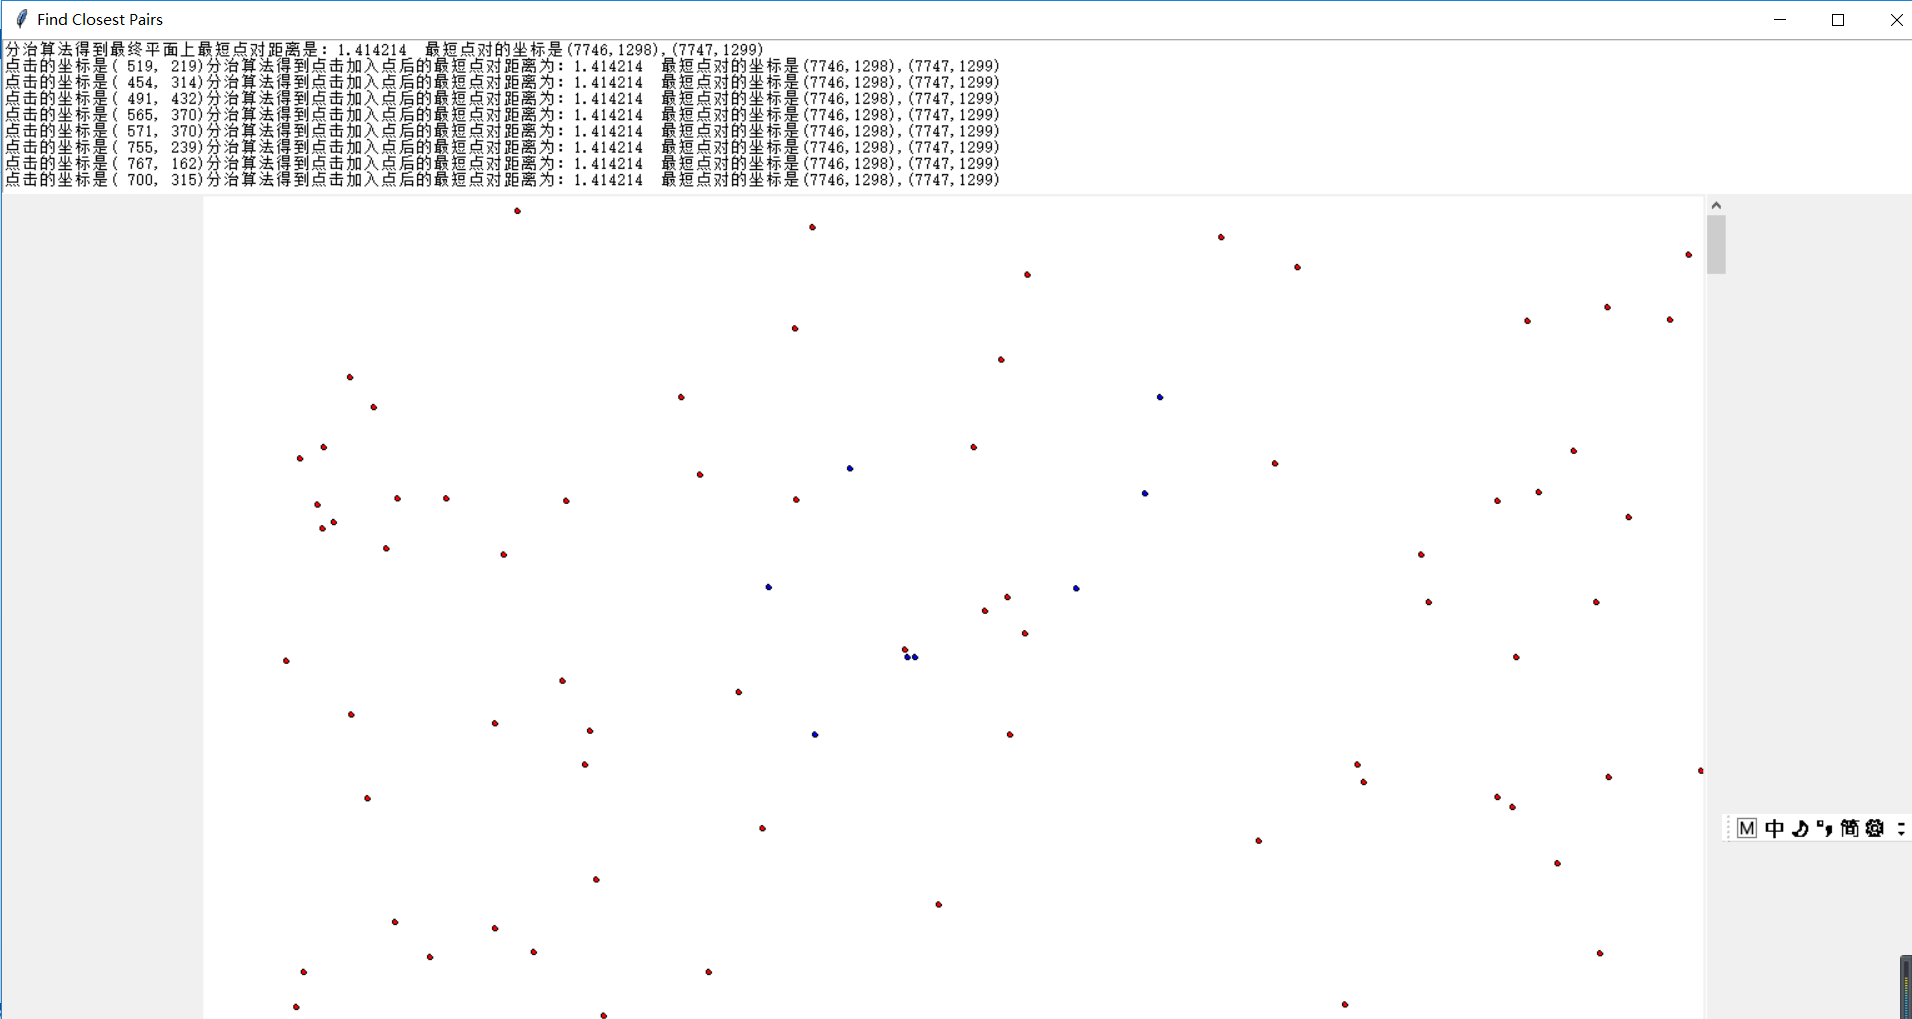 Find Closest Pairs
分治算法得到最终平面上最短点对距离是：1.414214 最短点对的坐标是(7746,1298),(7747,1299)
点击的坐标是( 519, 219)分治算法得到点击加入点后的最短点对距离为：1.414214 最短点对的坐标是(7746,1298),(7747,1299)
点击的坐标是( 454, 314)分治算法得到点击加入点后的最短点对距离为：1.414214 最短点对的坐标是(7746,1298),(7747,1299)
点击的坐标是( 491, 432)分治算法得到点击加入点后的最短点对距离为：1.414214 最短点对的坐标是(7746,1298),(7747,1299)
点击的坐标是( 565, 370)分治算法得到点击加入点后的最短点对距离为：1.414214 最短点对的坐标是(7746,1298),(7747,1299)
点击的坐标是( 571, 370)分治算法得到点击加入点后的最短点对距离为：1.414214 最短点对的坐标是(7746,1298),(7747,1299)
点击的坐标是( 755, 239)分治算法得到点击加入点后的最短点对距离为：1.414214 最短点对的坐标是(7746,1298),(7747,1299)
点击的坐标是( 767, 162)分治算法得到点击加入点后的最短点对距离为：1.414214 最短点对的坐标是(7746,1298),(7747,1299)
点击的坐标是( 700, 315)分治算法得到点击加入点后的最短点对距离为：1.414214 最短点对的坐标是(7746,1298),(7747,1299)
M 中 简